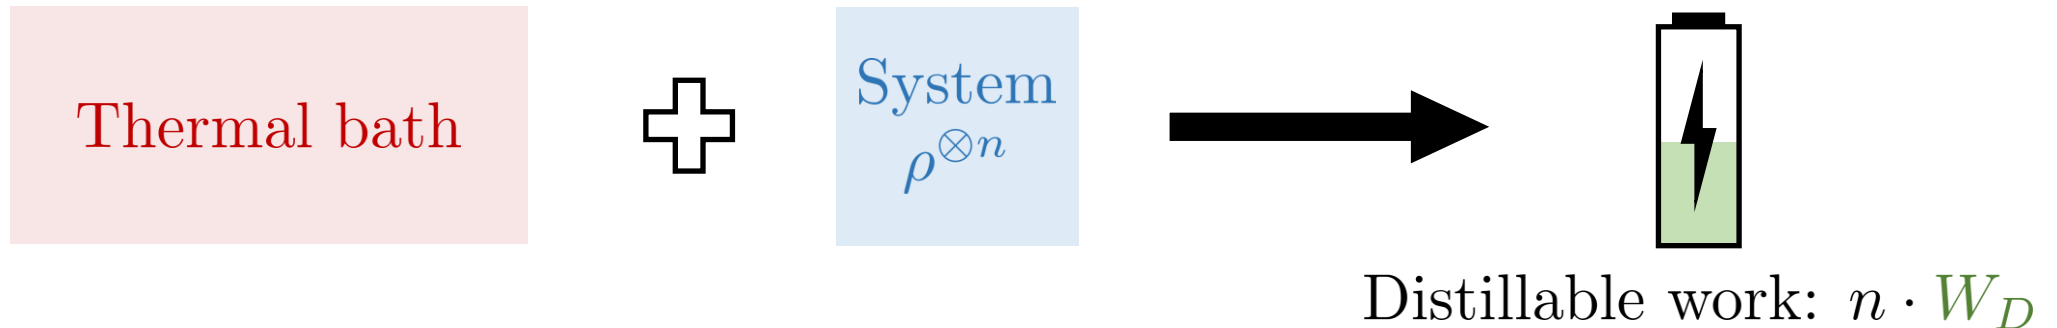 Thermal bath
System
ρ^{⊗n}
Distillable work: n · W_D